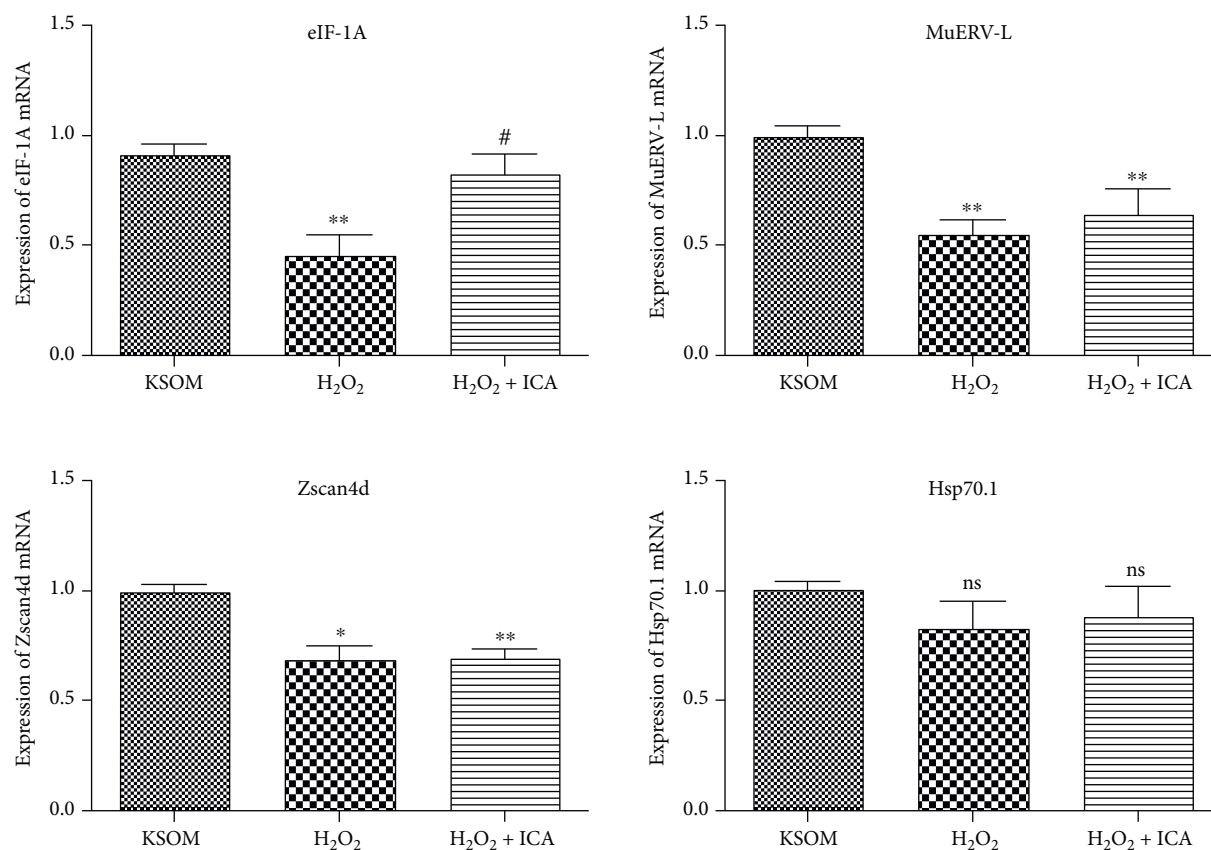 eIF-1A
Expression of eIF-1A mRNA
1.5
1.0
0.5
0.0
**
#
KSOM
H₂O₂
H₂O₂ + ICA
MuERV-L
Expression of MuERV-L mRNA
1.5
1.0
0.5
0.0
**
**
KSOM
H₂O₂
H₂O₂ + ICA
Zscan4d
Expression of Zscan4d mRNA
1.5
1.0
0.5
0.0
*
**
KSOM
H₂O₂
H₂O₂ + ICA
Hsp70.1
Expression of Hsp70.1 mRNA
1.5
1.0
0.5
0.0
ns
ns
KSOM
H₂O₂
H₂O₂ + ICA